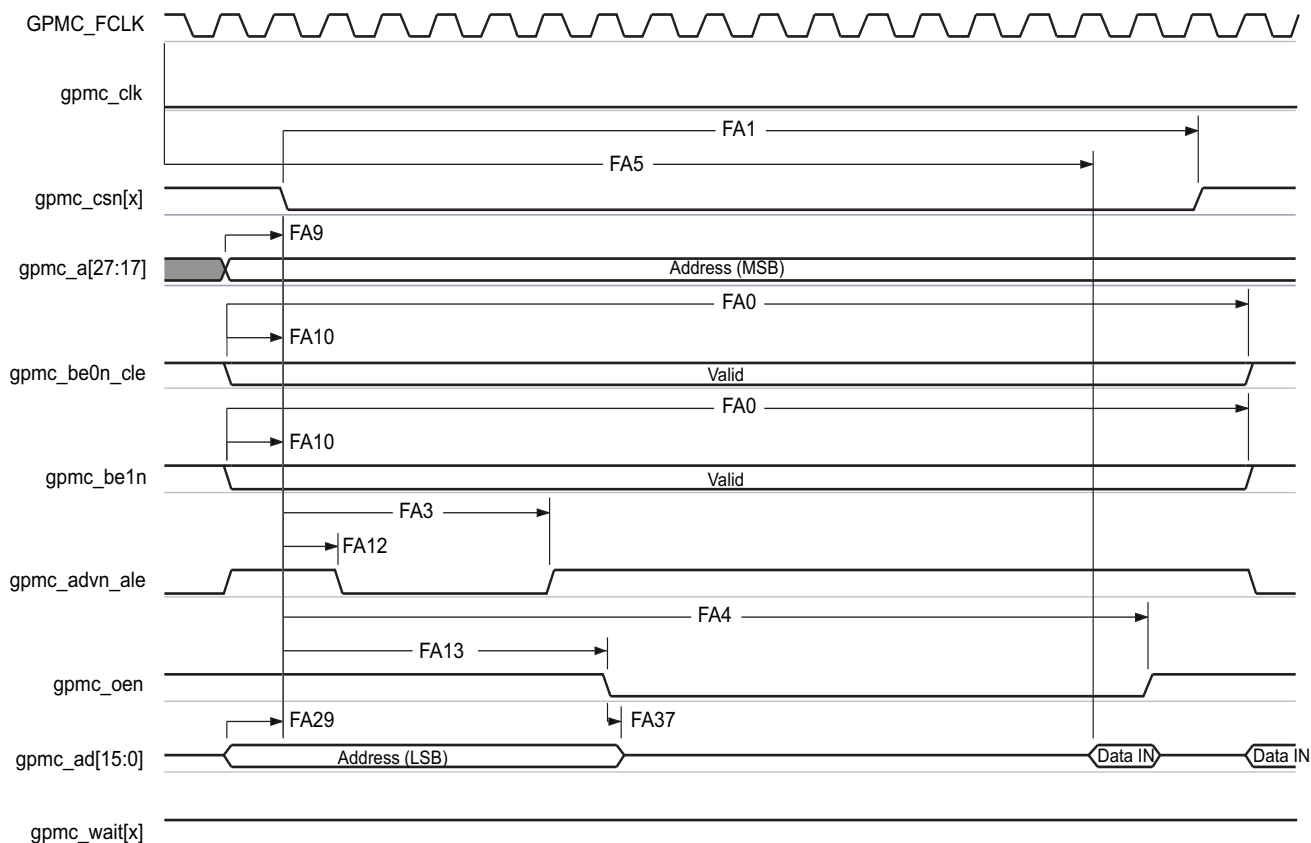 GPMC_FCLK
gpmc_clk
FA1
FA5
gpmc_csn[x]
FA9
gpmc_a[27:17]
Address (MSB)
FA0
FA10
gpmc_be0n_cle
Valid
FA0
FA10
gpmc_be1n
Valid
FA3
FA12
gpmc_advn_ale
FA4
FA13
gpmc_oen
FA29
FA37
gpmc_ad[15:0]
Address (LSB)
Data IN
Data IN
gpmc_wait[x]